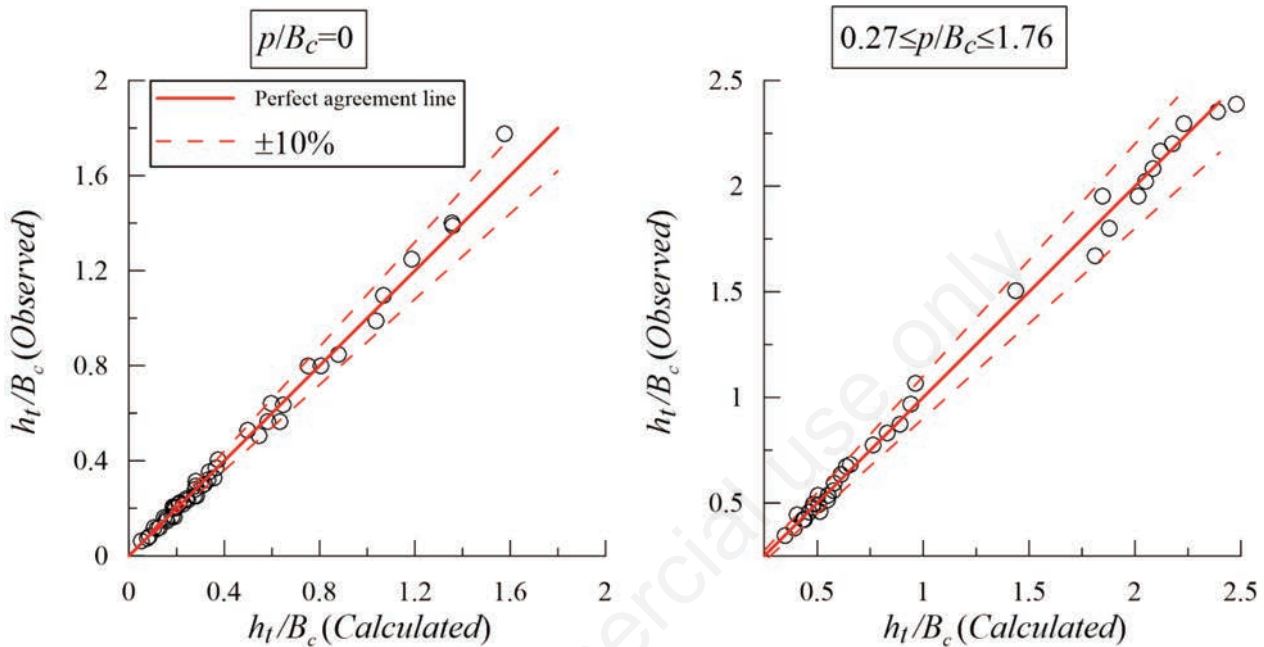 p/Bc=0
0.27≤p/Bc≤1.76
Perfect agreement line
±10%
2
1.6
1.2
0.8
0.4
0
0
0.4
0.8
1.2
1.6
2
ht/Bc (Observed)
ht/Bc (Calculated)
2.5
2
1.5
1
0.5
0.5
1
1.5
2
2.5
ht/Bc (Observed)
ht/Bc (Calculated)
ercial use only